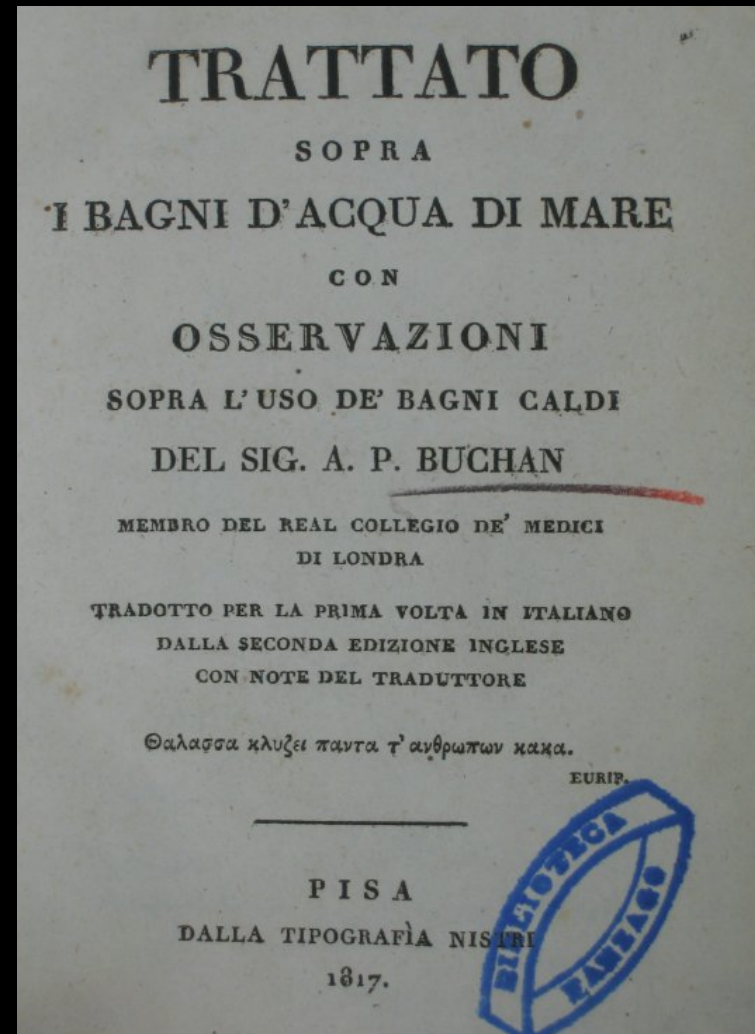 TRATTATO
SOPRA
I BAGNI D'ACQUA DI MARE
CON
OSSERVAZIONI
SOPRA L'USO DE' BAGNI CALDI
DEL SIG. A. P. BUCHAN
MEMBRO DEL REAL COLLEGIO DE' MEDICI
DI LONDRA
TRADOTTO PER LA PRIMA VOLTA IN ITALIANO
DALLA SECONDA EDIZIONE INGLESE
CON NOTE DEL TRADUTTORE
Θαλασσα κλυζει παντα τ' ανθρωπων κακα.
EURIP.
PISA
DALLA TIPOGRAFÌA NISTRI
1817.
BIBLIOTECA
FANZAGO